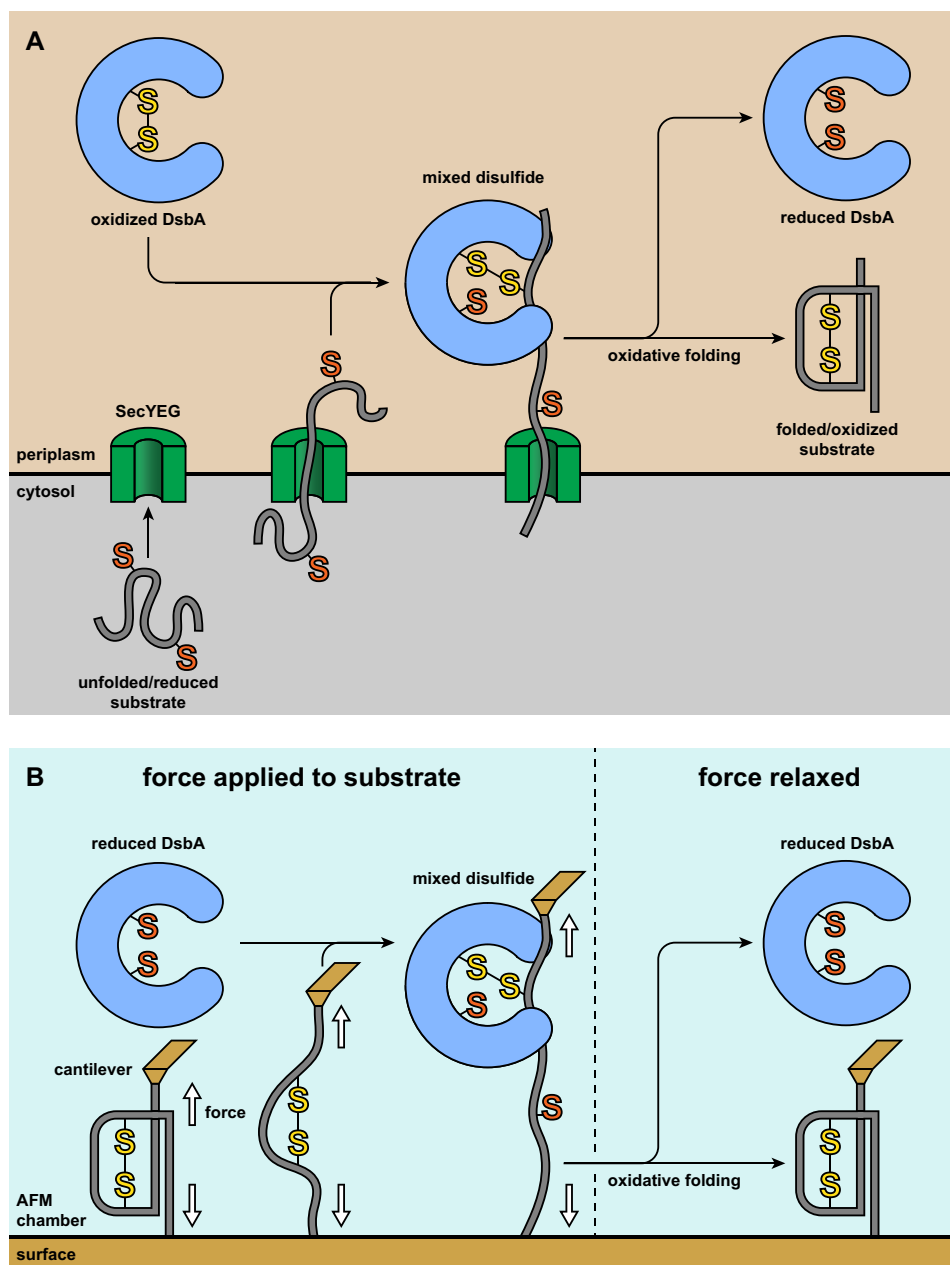 A
S
S
oxidized DsbA
mixed disulfide
S
S
S
S
S
reduced DsbA
oxidative folding
S
S
folded/oxidized
substrate
S
S
SecYEG
periplasm
cytosol
S
S
S
unfolded/reduced
substrate
B
force applied to substrate
force relaxed
reduced DsbA
S
S
mixed disulfide
S
S
S
S
reduced DsbA
S
S
cantilever
force
S
S
S
S
oxidative folding
S
S
AFM
chamber
surface